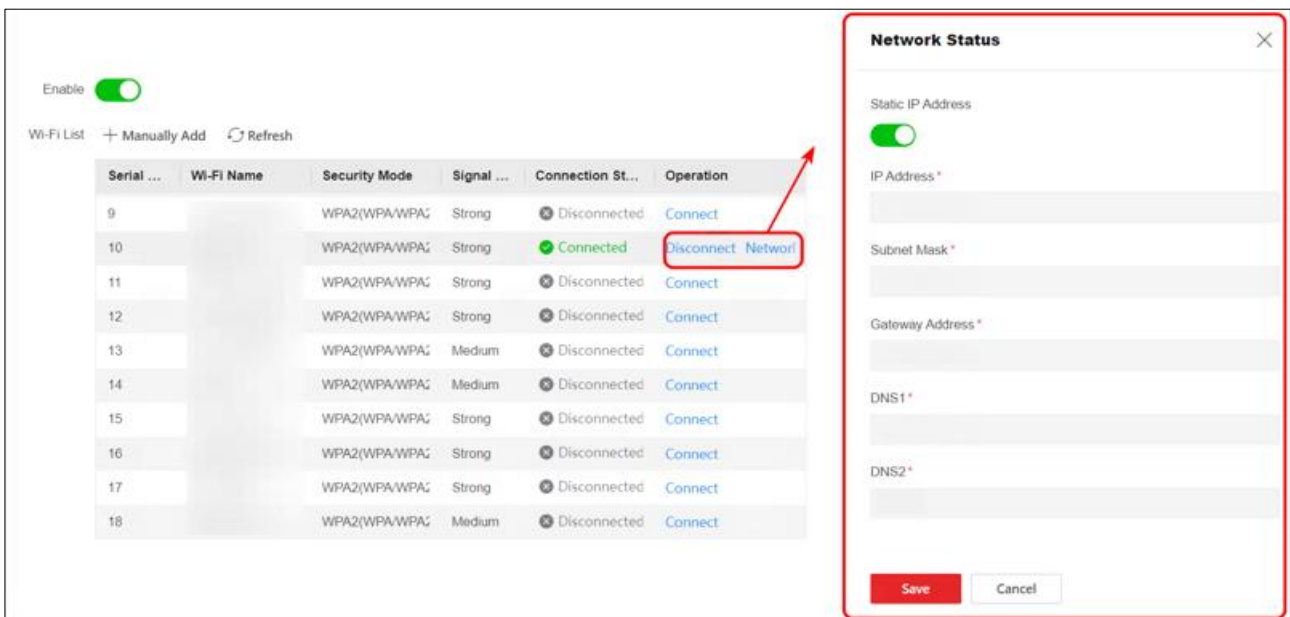 Enable
Wi-Fi List + Manually Add Refresh
Serial ... Wi-Fi Name Security Mode Signal ... Connection St... Operation
9 WPA2(WPA/WPA2 Strong Disconnected Connect
10 WPA2(WPA/WPA2 Strong Connected Disconnect Network
11 WPA2(WPA/WPA2 Strong Disconnected Connect
12 WPA2(WPA/WPA2 Strong Disconnected Connect
13 WPA2(WPA/WPA2 Medium Disconnected Connect
14 WPA2(WPA/WPA2 Medium Disconnected Connect
15 WPA2(WPA/WPA2 Strong Disconnected Connect
16 WPA2(WPA/WPA2 Strong Disconnected Connect
17 WPA2(WPA/WPA2 Strong Disconnected Connect
18 WPA2(WPA/WPA2 Medium Disconnected Connect
Network Status
Static IP Address
IP Address *
Subnet Mask *
Gateway Address *
DNS1 *
DNS2 *
Save Cancel